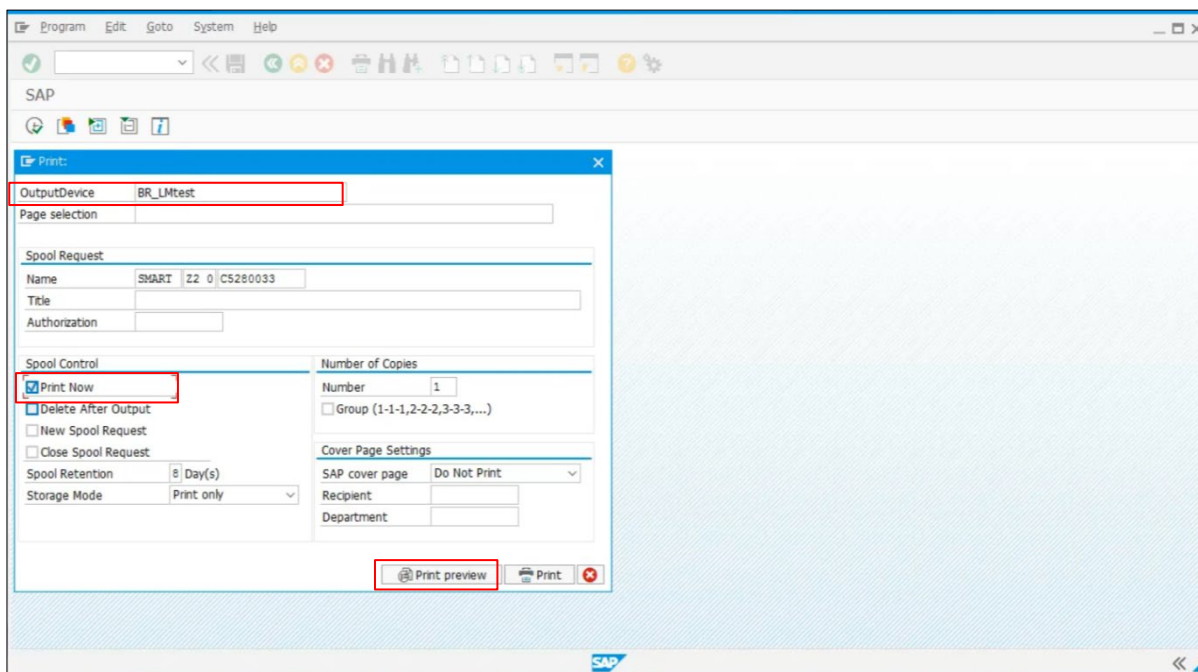 Program Edit Goto System Help
SAP
Print:
OutputDevice BR_LMtest
Page selection
Spool Request
Name SMART Z2 0 C5280033
Title
Authorization
Spool Control
Print Now
Delete After Output
New Spool Request
Close Spool Request
Spool Retention 8 Day(s)
Storage Mode Print only
Number of Copies
Number 1
Group (1-1-1,2-2-2,3-3-3,...)
Cover Page Settings
SAP cover page Do Not Print
Recipient
Department
Print preview Print
SAP